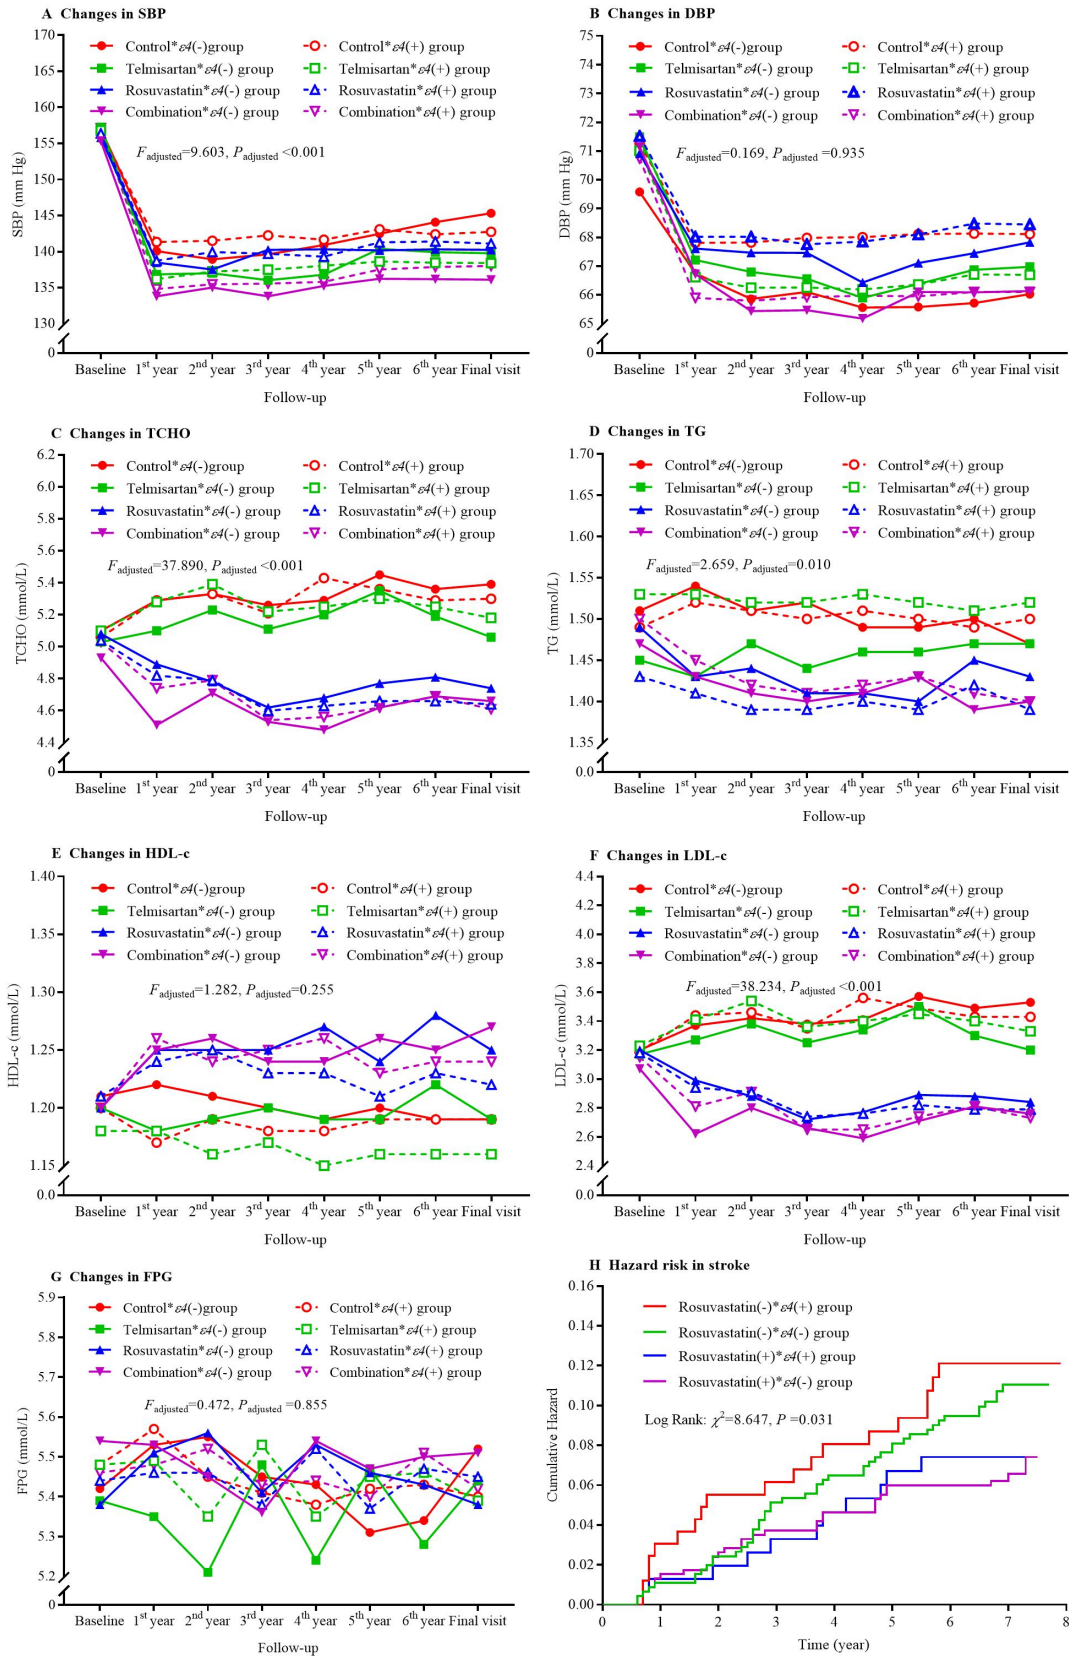 A Changes in SBP
170
165
160
155
150
145
140
135
130
0
SBP (mm Hg)
Control*ε4(-)group
Telmisartan*ε4(-) group
Rosuvastatin*ε4(-) group
Combination*ε4(-) group
Control*ε4(+) group
Telmisartan*ε4(+) group
Rosuvastatin*ε4(+) group
Combination*ε4(+) group
Fadjusted=9.603, Padjusted <0.001
Baseline 1st year 2nd year 3rd year 4th year 5th year 6th year Final visit
Follow-up
B Changes in DBP
75
74
73
72
71
69
68
67
66
65
0
DBP (mm Hg)
Control*ε4(-)group
Telmisartan*ε4(-) group
Rosuvastatin*ε4(-) group
Combination*ε4(-) group
Control*ε4(+) group
Telmisartan*ε4(+) group
Rosuvastatin*ε4(+) group
Combination*ε4(+) group
Fadjusted=0.169, Padjusted =0.935
Baseline 1st year 2nd year 3rd year 4th year 5th year 6th year Final visit
Follow-up
C Changes in TCHO
6.2
6.0
5.8
5.6
5.4
5.2
5.0
4.8
4.6
4.4
0
TCHO (mmol/L)
Control*ε4(-)group
Telmisartan*ε4(-) group
Rosuvastatin*ε4(-) group
Combination*ε4(-) group
Control*ε4(+) group
Telmisartan*ε4(+) group
Rosuvastatin*ε4(+) group
Combination*ε4(+) group
Fadjusted=37.890, Padjusted <0.001
Baseline 1st year 2nd year 3rd year 4th year 5th year 6th year Final visit
Follow-up
D Changes in TG
1.70
1.65
1.60
1.55
1.50
1.45
1.40
1.35
0.0
TG (mmol/L)
Control*ε4(-)group
Telmisartan*ε4(-) group
Rosuvastatin*ε4(-) group
Combination*ε4(-) group
Control*ε4(+) group
Telmisartan*ε4(+) group
Rosuvastatin*ε4(+) group
Combination*ε4(+) group
Fadjusted=2.659, Padjusted=0.010
Baseline 1st year 2nd year 3rd year 4th year 5th year 6th year Final visit
Follow-up
E Changes in HDL-c
1.40
1.35
1.30
1.25
1.20
1.15
0.0
HDL-c (mmol/L)
Control*ε4(-)group
Telmisartan*ε4(-) group
Rosuvastatin*ε4(-) group
Combination*ε4(-) group
Control*ε4(+) group
Telmisartan*ε4(+) group
Rosuvastatin*ε4(+) group
Combination*ε4(+) group
Fadjusted=1.282, Padjusted=0.255
Baseline 1st year 2nd year 3rd year 4th year 5th year 6th year Final visit
Follow-up
F Changes in LDL-c
4.4
4.2
4.0
3.8
3.6
3.4
3.2
3.0
2.8
2.6
2.4
0.0
LDL-c (mmol/L)
Control*ε4(-)group
Telmisartan*ε4(-) group
Rosuvastatin*ε4(-) group
Combination*ε4(-) group
Control*ε4(+) group
Telmisartan*ε4(+) group
Rosuvastatin*ε4(+) group
Combination*ε4(+) group
Fadjusted=38.234, Padjusted <0.001
Baseline 1st year 2nd year 3rd year 4th year 5th year 6th year Final visit
Follow-up
G Changes in FPG
5.9
5.8
5.7
5.6
5.5
5.4
5.3
5.2
0
FPG (mmol/L)
Control*ε4(-)group
Telmisartan*ε4(-) group
Rosuvastatin*ε4(-) group
Combination*ε4(-) group
Control*ε4(+) group
Telmisartan*ε4(+) group
Rosuvastatin*ε4(+) group
Combination*ε4(+) group
Fadjusted=0.472, Padjusted =0.855
Baseline 1st year 2nd year 3rd year 4th year 5th year 6th year Final visit
Follow-up
H Hazard risk in stroke
0.16
0.14
0.12
0.10
0.08
0.06
0.04
0.02
0.00
Cumulative Hazard
Rosuvastatin(-)*ε4(+) group
Rosuvastatin(-)*ε4(-) group
Rosuvastatin(+)*ε4(+) group
Rosuvastatin(+)*ε4(-) group
Log Rank: χ2=8.647, P =0.031
0 1 2 3 4 5 6 7 8
Time (year)